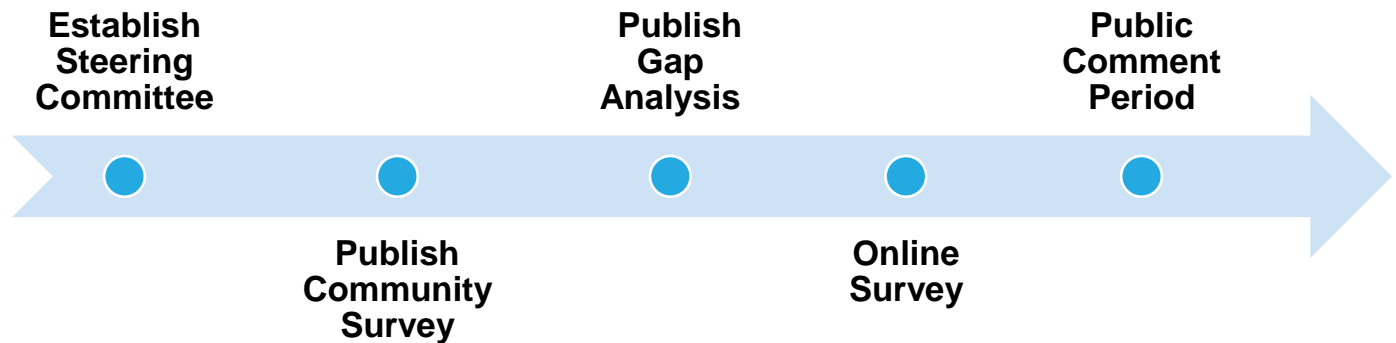 Establish
Steering
Committee
Publish
Community
Survey
Publish
Gap
Analysis
Online
Survey
Public
Comment
Period